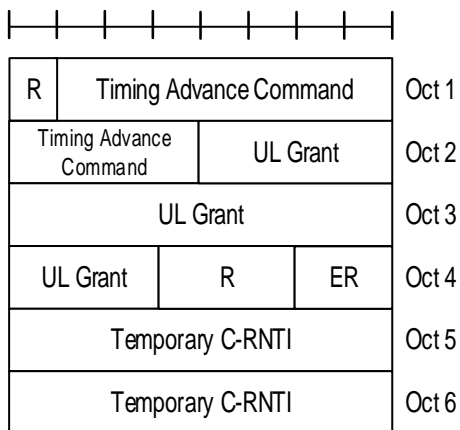 R Timing Advance Command Oct 1
Timing Advance
Command UL Grant Oct 2
UL Grant Oct 3
UL Grant R ER Oct 4
Temporary C-RNTI Oct 5
Temporary C-RNTI Oct 6